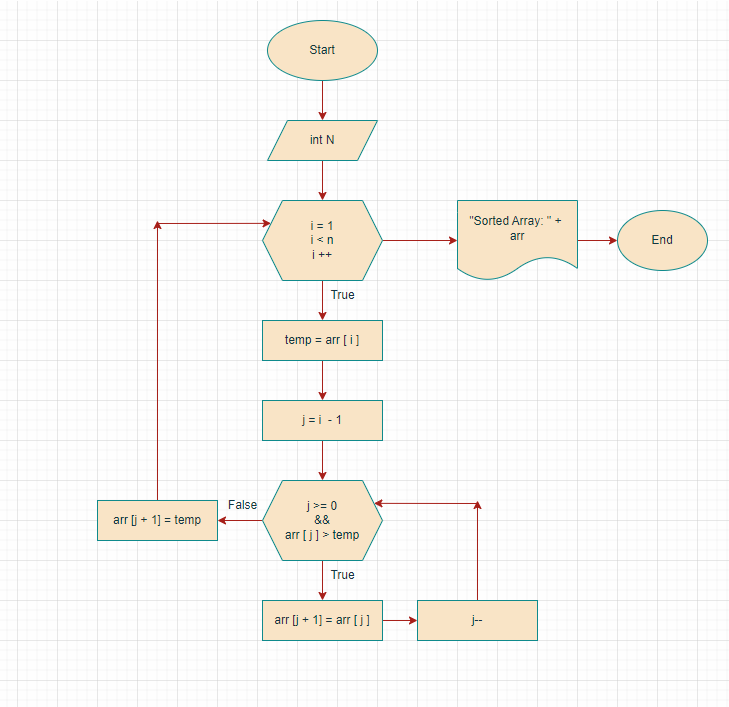 Start
int N
i = 1
i < n
i ++
"Sorted Array: " +
arr
End
True
temp = arr [ i ]
j = i - 1
j >= 0
&&
arr [ j ] > temp
False
arr [j + 1] = temp
True
arr [j + 1] = arr [ j ]
j--